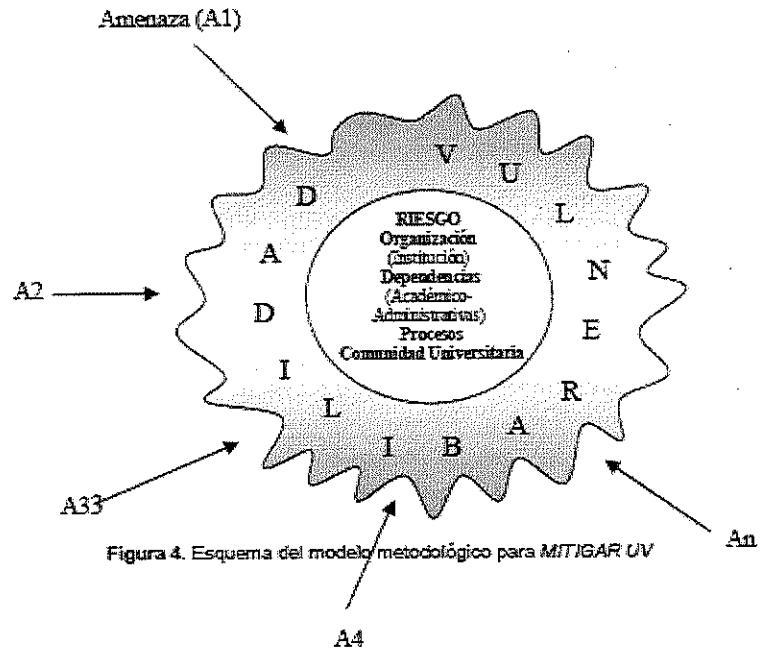 Amenaza (A1)
VULNERABILIDAD
RIESGO
Organización
(Institución)
Dependencias
(Académico-
Administrativas)
Procesos
Comunidad Universitaria
A2
A33
An
Figura 4. Esquema del modelo metodológico para MITIGAR UV
A4